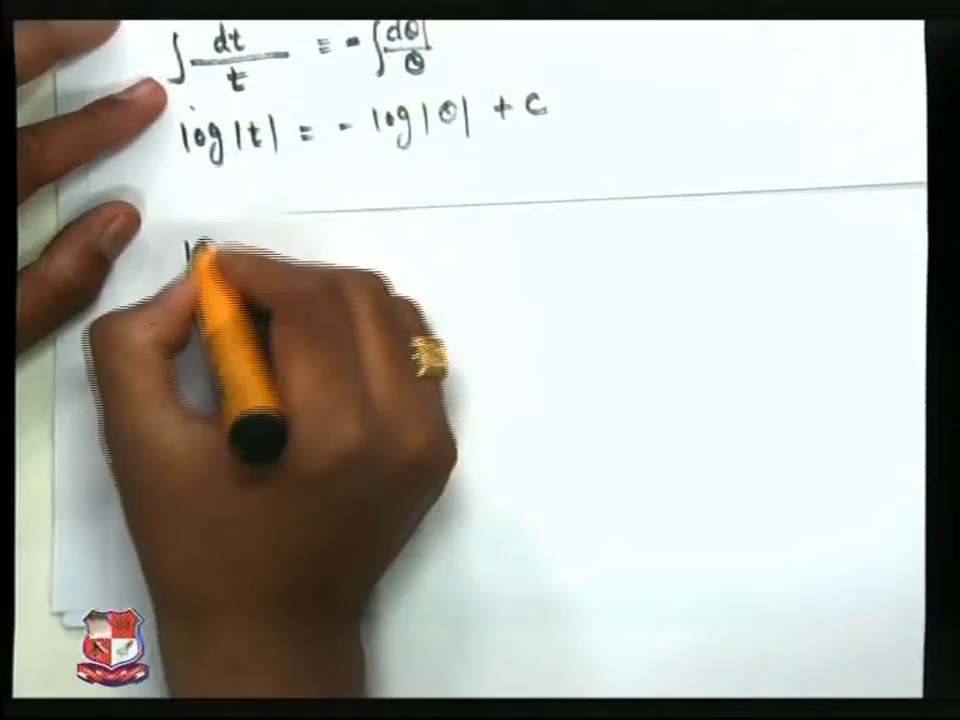 ∫ dt/t = - ∫ dθ/θ
log|t| = - log|θ| + c